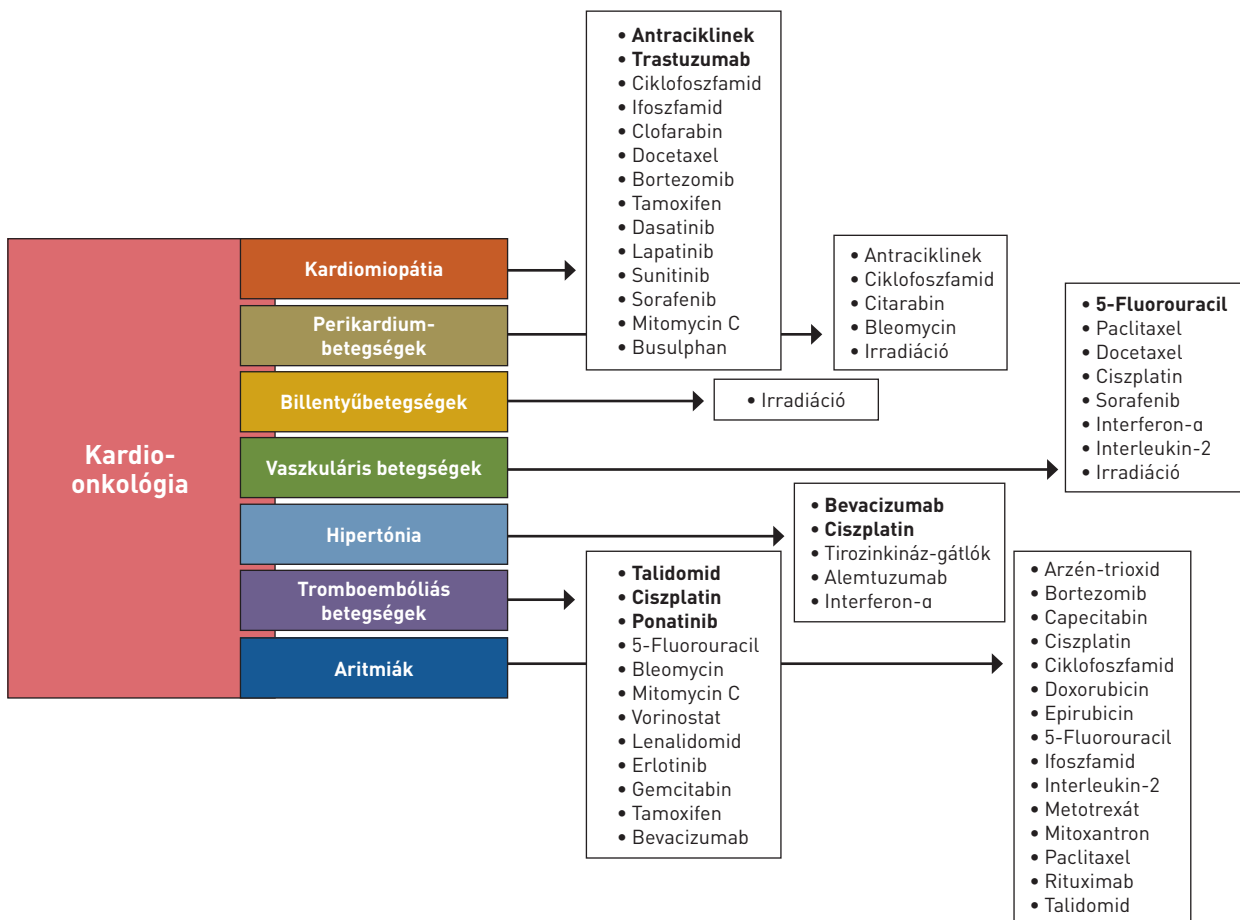 Kardio-
onkológia
Kardiomiopátia
• Antraciklinek
• Trastuzumab
• Ciklofoszfamid
• Ifoszfamid
• Clofarabin
• Docetaxel
• Bortezomib
• Tamoxifen
• Dasatinib
• Lapatinib
• Sunitinib
• Sorafenib
• Mitomycin C
• Busulphan
Perikardium-
betegségek
• Antraciklinek
• Ciklofoszfamid
• Citarabin
• Bleomycin
• Irradiáció
Billentyűbetegségek
• Irradiáció
Vaszkuláris betegségek
• 5-Fluorouracil
• Paclitaxel
• Docetaxel
• Ciszplatin
• Sorafenib
• Interferon-α
• Interleukin-2
• Irradiáció
Hipertónia
• Bevacizumab
• Ciszplatin
• Tirozinkináz-gátlók
• Alemtuzumab
• Interferon-α
Tromboembóliás
betegségek
• Talidomid
• Ciszplatin
• Ponatinib
• 5-Fluorouracil
• Bleomycin
• Mitomycin C
• Vorinostat
• Lenalidomid
• Erlotinib
• Gemcitabin
• Tamoxifen
• Bevacizumab
Aritmiák
• Arzén-trioxid
• Bortezomib
• Capecitabin
• Ciszplatin
• Ciklofoszfamid
• Doxorubicin
• Epirubicin
• 5-Fluorouracil
• Ifoszfamid
• Interleukin-2
• Metotrexát
• Mitoxantron
• Paclitaxel
• Rituximab
• Talidomid